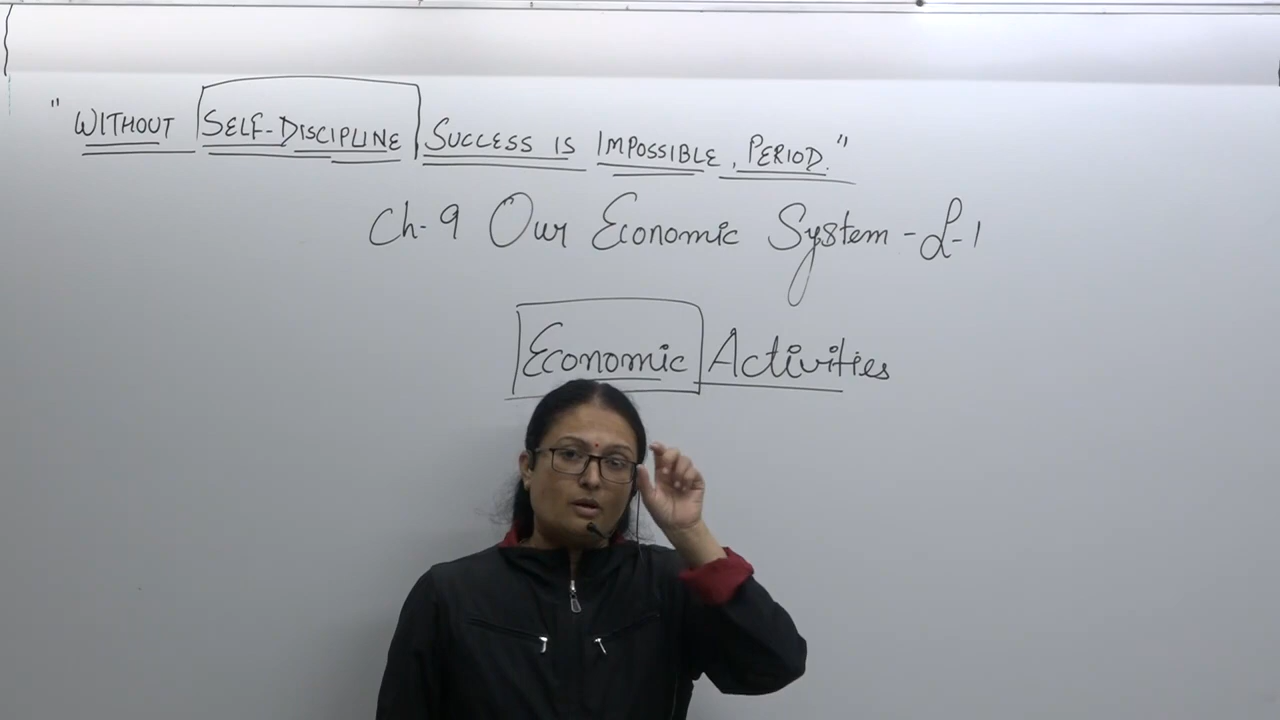 "WITHOUT SELF-DISCIPLINE SUCCESS IS IMPOSSIBLE, PERIOD."
Ch-9 Our Economic System - L-1
Economic Activities